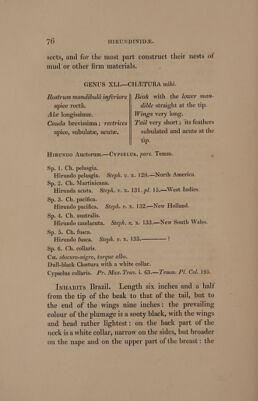 76 HIRUNDINIDÆ.
sects, and for the most part construct their nests of
mud or other firm materials.
GENUS XLI.—CHÆTURA mihi.
Rostrum mandibulâ inferiore
apice rectâ.
Alæ longissimæ.
Cauda brevissima; rectrices
apice, subulatæ, acutæ.
Beak with the lower man-
dible straight at the tip.
Wings very long.
Tail very short; its feathers
subulated and acute at the
tip.
HIRUNDO Auctorum.—CYPSELUS, pars. Temm.
Sp. 1. Ch. pelasgia.
Hirundo pelasgia. Steph. v. x. 129.—North America.
Sp. 2. Ch. Martinicana.
Hirundo acuta. Steph. v. x. 131. pl. 15.—West Indies.
Sp. 3. Ch. pacifica.
Hirundo pacifica. Steph. v. x. 132.—New Holland.
Sp. 4. Ch. australis.
Hirundo caudacuta. Steph. v. x. 133.—New South Wales.
Sp. 5. Ch. fusca.
Hirundo fusca. Steph. v. x. 133.———?
Sp. 6. Ch. collaris.
CH. obscuro-nigra, torque albo.
Dull-black Chætura with a white collar.
Cypselus collaris. Pr. Max. Trav. i. 63.—Temm. Pl. Col. 195.
INHABITS Brazil. Length six inches and a half
from the tip of the beak to that of the tail, but to
the end of the wings nine inches: the prevailing
colour of the plumage is a sooty black, with the wings
and head rather lightest: on the back part of the
neck is a white collar, narrow on the sides, but broader
on the nape and on the upper part of the breast: the